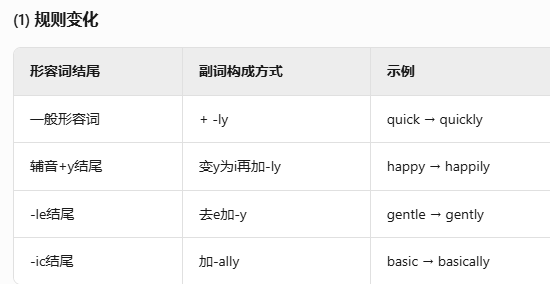 (1) 规则变化
形容词结尾 副词构成方式 示例
一般形容词 + -ly quick → quickly
辅音+y结尾 变y为i再加-ly happy → happily
-le结尾 去e加-y gentle → gently
-ic结尾 加-ally basic → basically